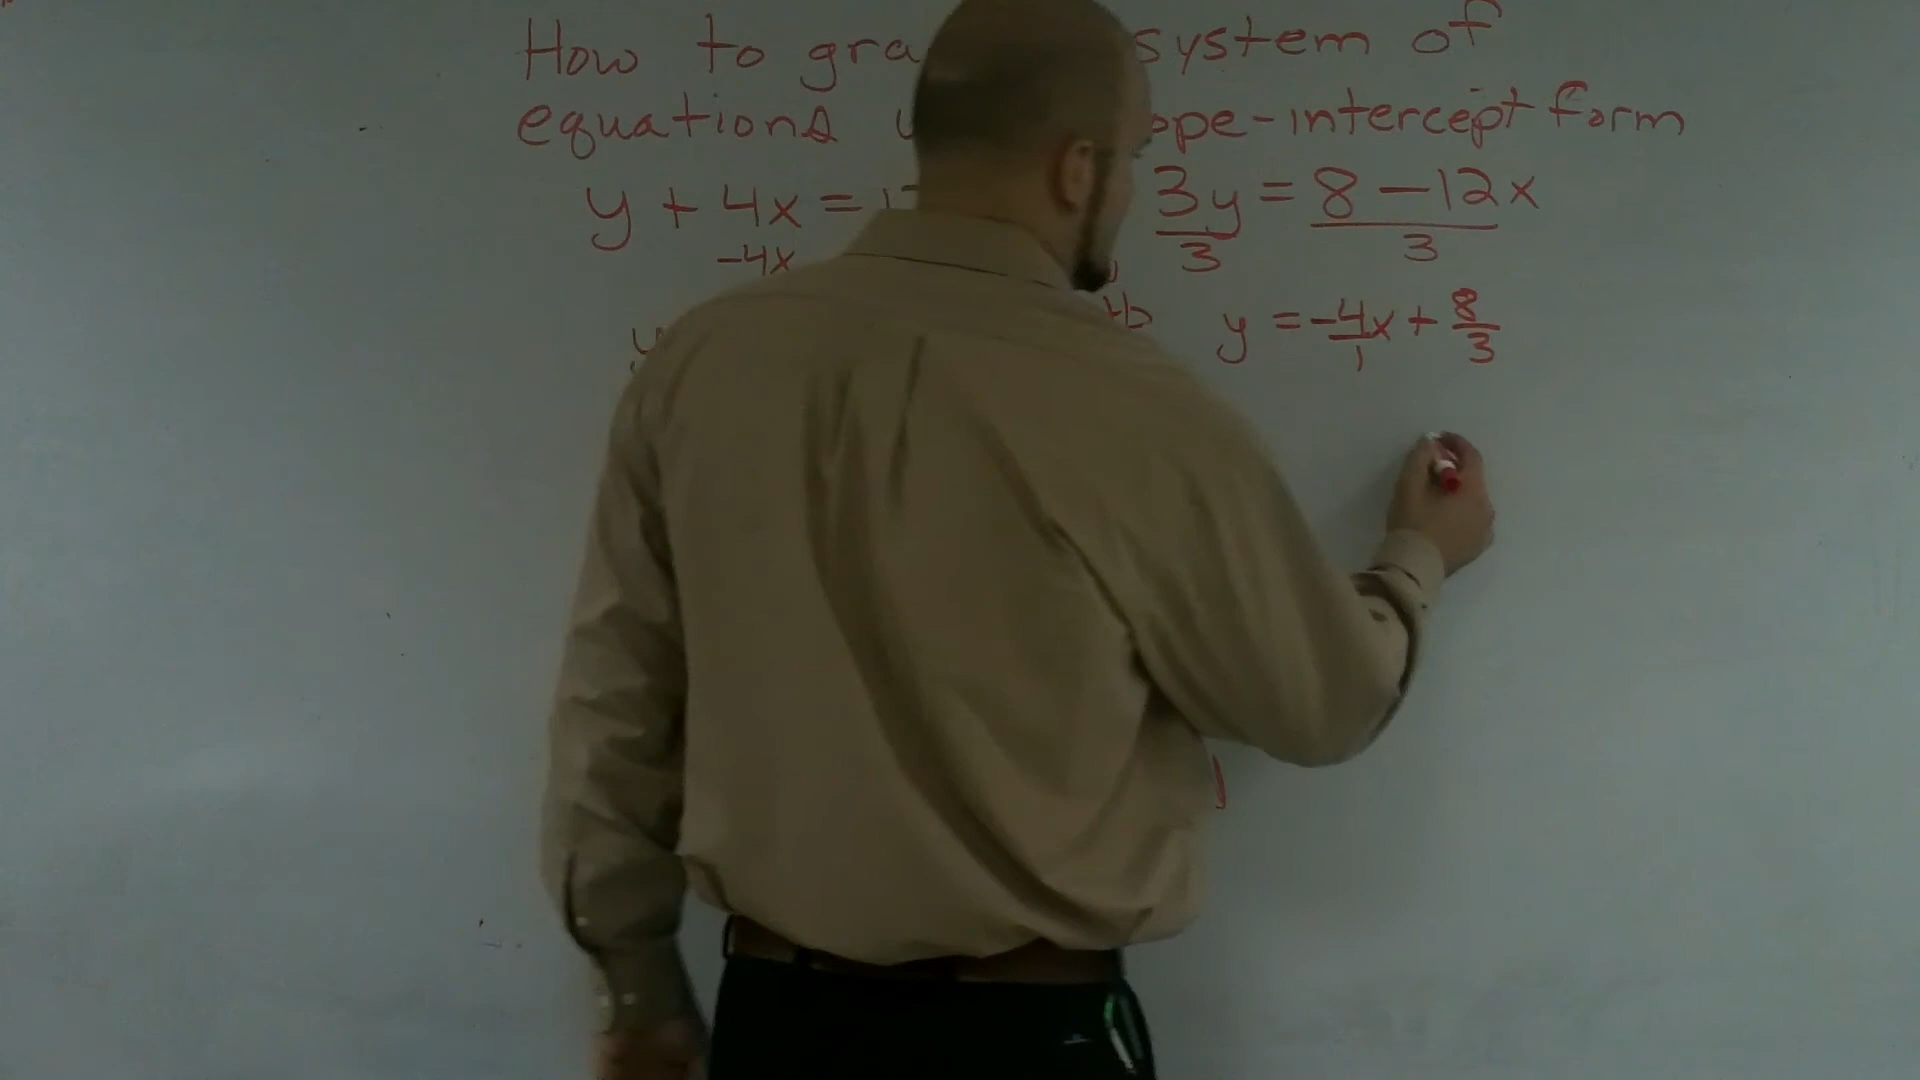 How to gra system of
equations ope-intercept form
y + 4x = 3y = 8 - 12x
-4x 3 3
+b y = -4x + 8
1 3